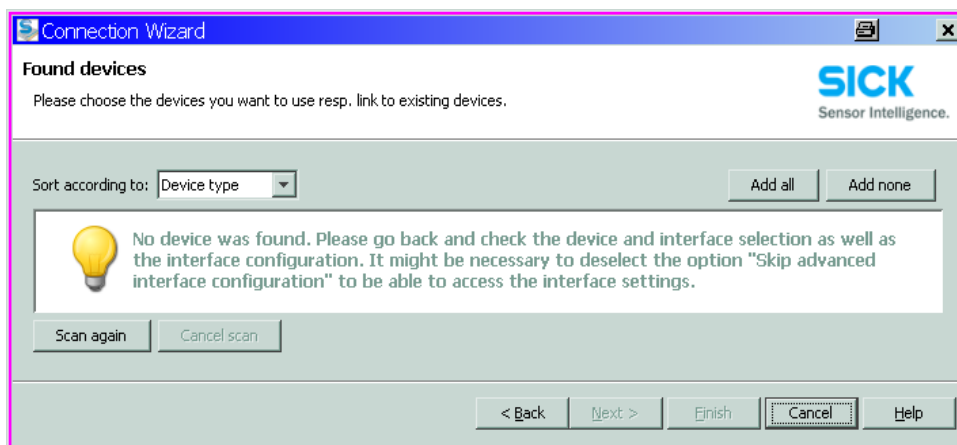 Connection Wizard
Found devices
Please choose the devices you want to use resp. link to existing devices.
SICK
Sensor Intelligence.
Sort according to: Device type
Add all
Add none
No device was found. Please go back and check the device and interface selection as well as
the interface configuration. It might be necessary to deselect the option "Skip advanced
interface configuration" to be able to access the interface settings.
Scan again
Cancel scan
< Back
Next >
Finish
Cancel
Help